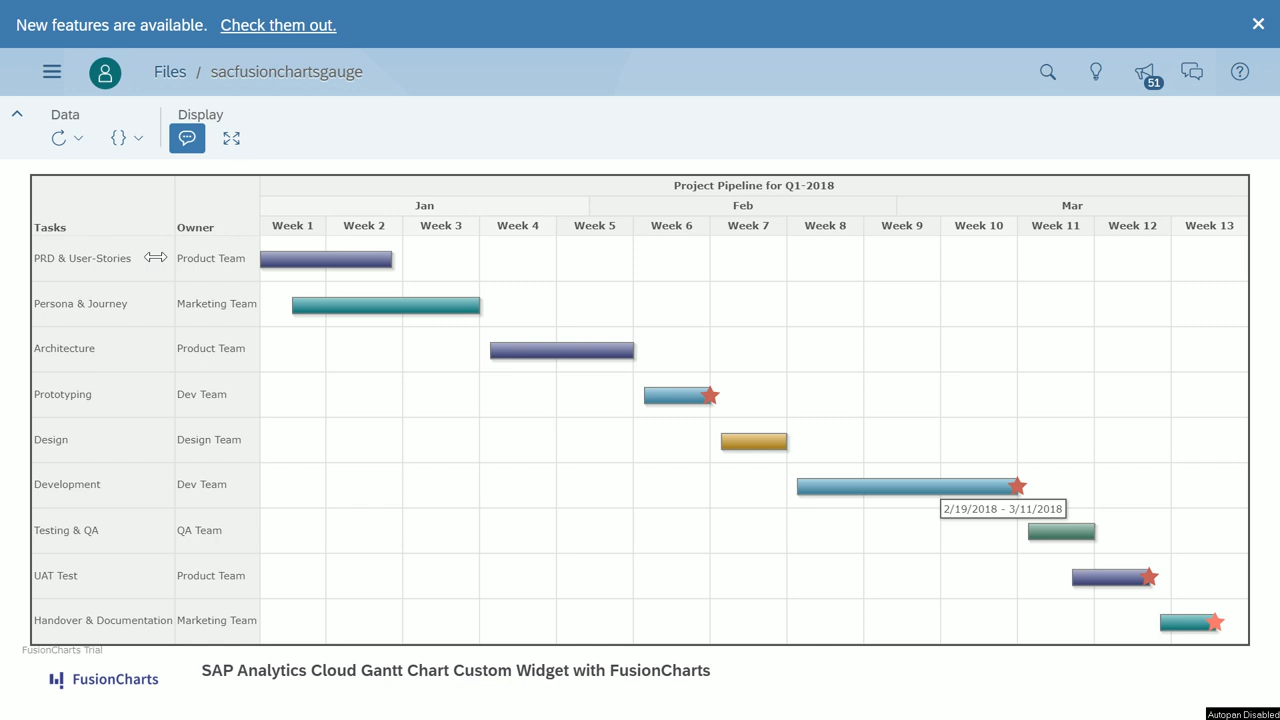 New features are available. Check them out.
Files / sacfusionchartsgauge
51
Data Display
Project Pipeline for Q1-2018
Jan Feb Mar
Tasks Owner Week 1 Week 2 Week 3 Week 4 Week 5 Week 6 Week 7 Week 8 Week 9 Week 10 Week 11 Week 12 Week 13
PRD & User-Stories Product Team
Persona & Journey Marketing Team
Architecture Product Team
Prototyping Dev Team
Design Design Team
Development Dev Team
2/19/2018 - 3/11/2018
Testing & QA QA Team
UAT Test Product Team
Handover & Documentation Marketing Team
FusionCharts Trial
FusionCharts SAP Analytics Cloud Gantt Chart Custom Widget with FusionCharts
Autopan Disabled